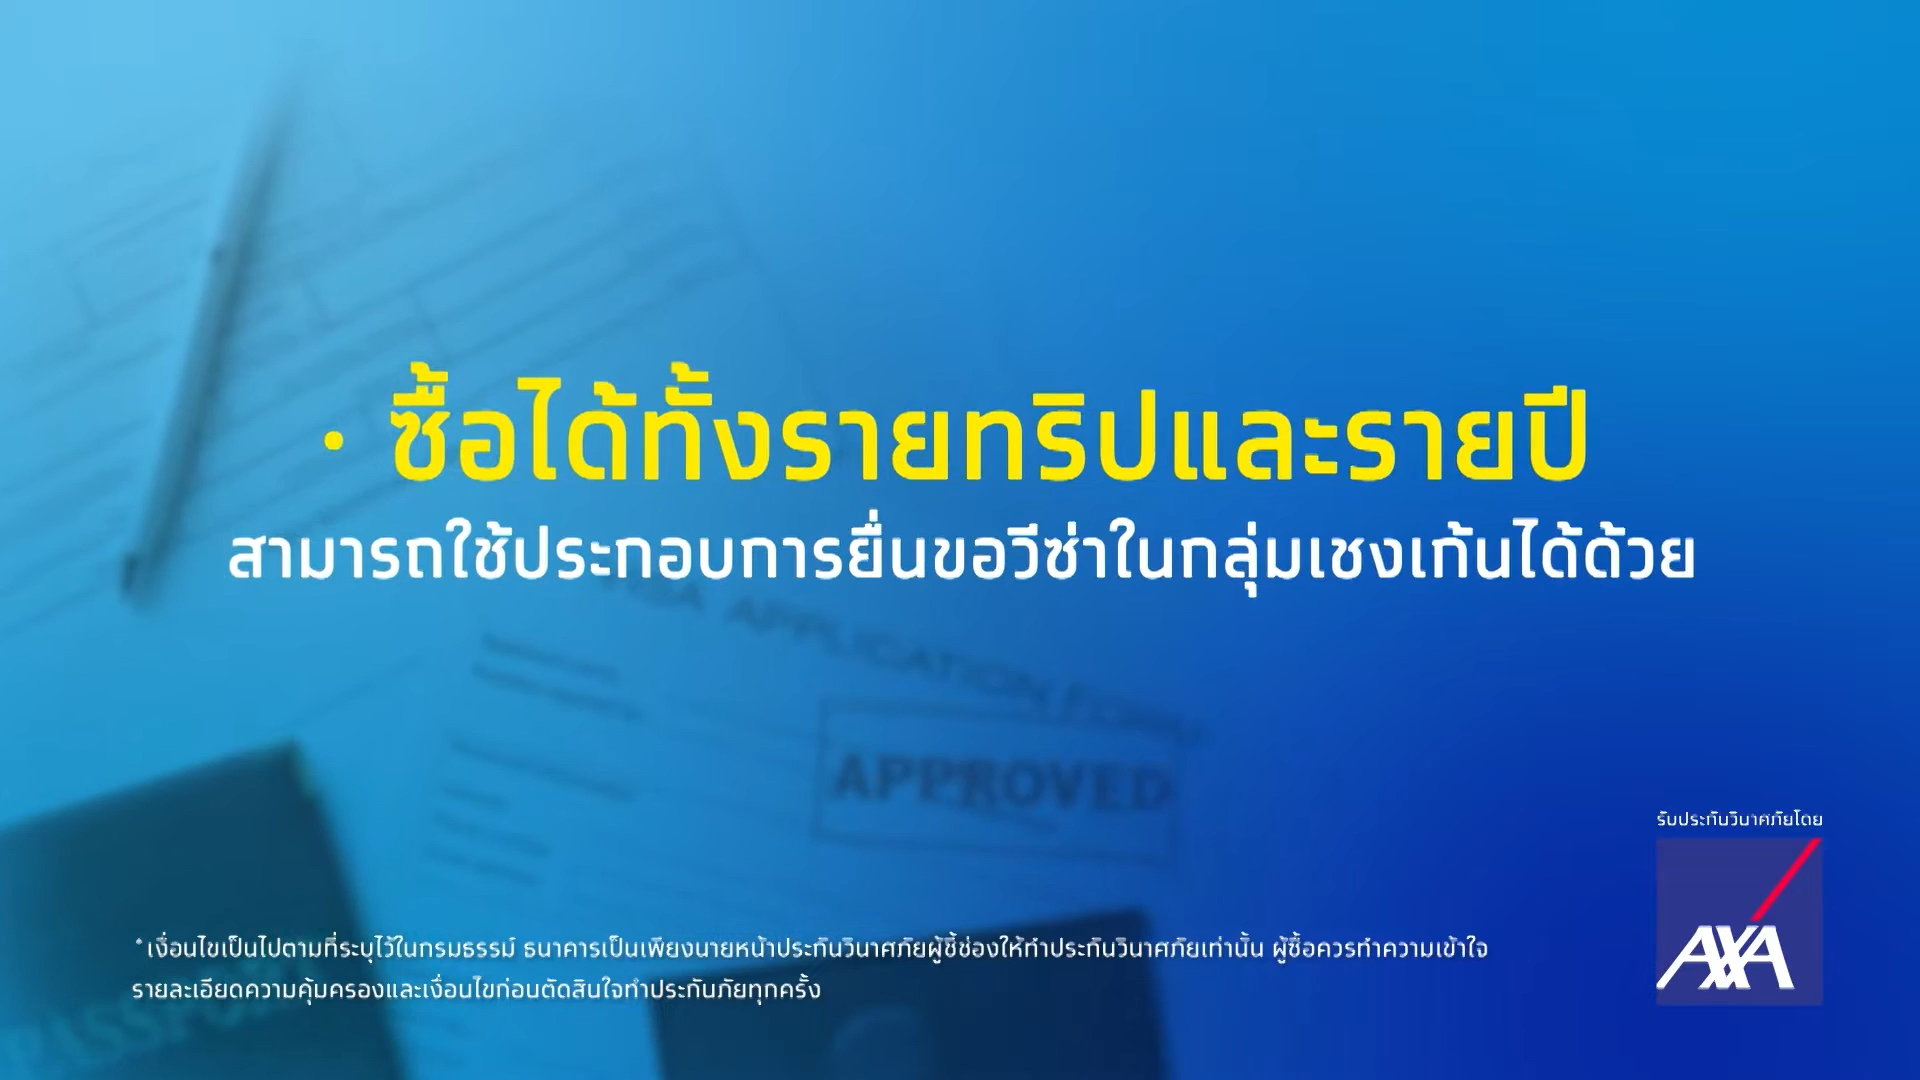 • ซื้อได้ทั้งรายทริปและรายปี
สามารถใช้ประกอบการยื่นขอวีซ่าในกลุ่มเชงเก้นได้ด้วย
VISA APPLICATION FORM
APPROVED
รับประกันวินาศภัยโดย
AXA
*เงื่อนไขเป็นไปตามที่ระบุไว้ในกรมธรรม์ ธนาคารเป็นเพียงนายหน้าประกันวินาศภัยผู้ชี้ช่องให้ทำประกันวินาศภัยเท่านั้น ผู้ซื้อควรทำความเข้าใจ
รายละเอียดความคุ้มครองและเงื่อนไขก่อนตัดสินใจทำประกันภัยทุกครั้ง
PASSPORT